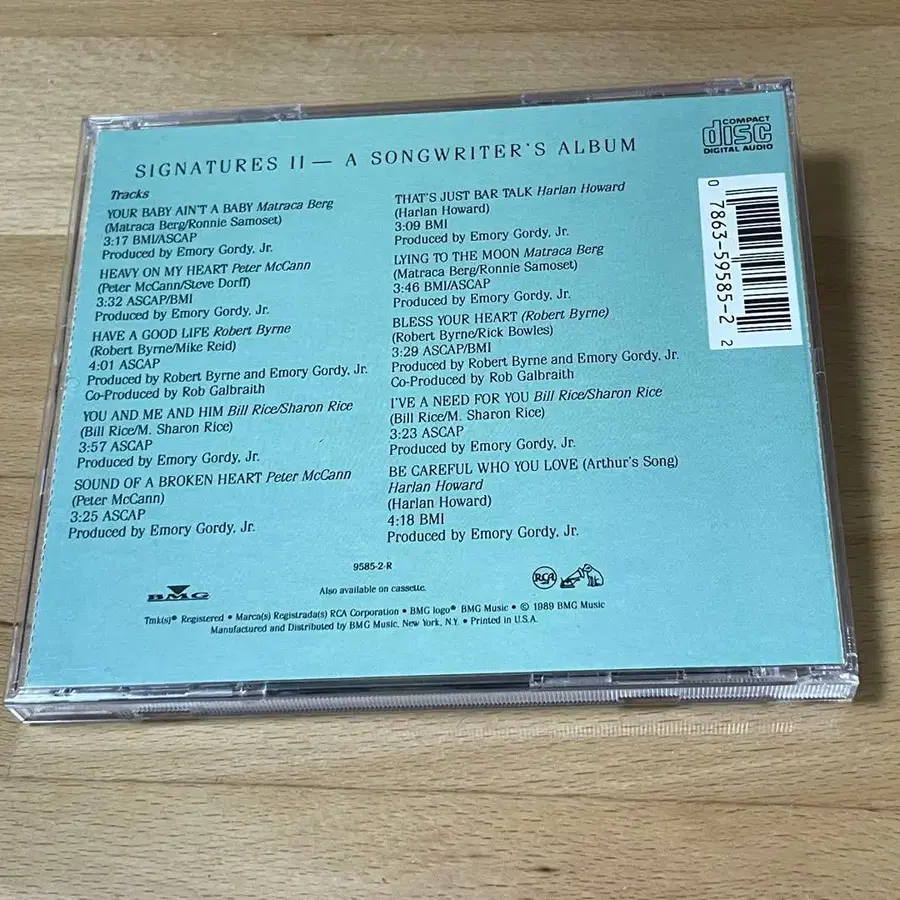 SIGNATURES II — A SONGWRITER'S ALBUM
COMPACT
disc
DIGITAL AUDIO
Tracks
YOUR BABY AIN'T A BABY Matraca Berg
(Matraca Berg/Ronnie Samoset)
3:17 BMI/ASCAP
Produced by Emory Gordy, Jr.
HEAVY ON MY HEART Peter McCann
(Peter McCann/Steve Dorff)
3:32 ASCAP/BMI
Produced by Emory Gordy, Jr.
HAVE A GOOD LIFE Robert Byrne
(Robert Byrne/Mike Reid)
4:01 ASCAP
Produced by Robert Byrne and Emory Gordy, Jr.
Co-Produced by Rob Galbraith
YOU AND ME AND HIM Bill Rice/Sharon Rice
(Bill Rice/M. Sharon Rice)
3:57 ASCAP
Produced by Emory Gordy, Jr.
SOUND OF A BROKEN HEART Peter McCann
(Peter McCann)
3:25 ASCAP
Produced by Emory Gordy, Jr.
THAT'S JUST BAR TALK Harlan Howard
(Harlan Howard)
3:09 BMI
Produced by Emory Gordy, Jr.
LYING TO THE MOON Matraca Berg
(Matraca Berg/Ronnie Samoset)
3:46 BMI/ASCAP
Produced by Emory Gordy, Jr.
BLESS YOUR HEART (Robert Byrne)
(Robert Byrne/Rick Bowles)
3:29 ASCAP/BMI
Produced by Robert Byrne and Emory Gordy, Jr.
Co-Produced by Rob Galbraith
I'VE A NEED FOR YOU Bill Rice/Sharon Rice
(Bill Rice/M. Sharon Rice)
3:23 ASCAP
Produced by Emory Gordy, Jr.
BE CAREFUL WHO YOU LOVE (Arthur's Song)
Harlan Howard
(Harlan Howard)
4:18 BMI
Produced by Emory Gordy, Jr.
0 7863-59585-2 2
9585-2-R
BMG
Also available on cassette.
RCA
Tmk(s)® Registered • Marca(s) Registrada(s) RCA Corporation • BMG logo® BMG Music • © 1989 BMG Music
Manufactured and Distributed by BMG Music, New York, N.Y. • Printed in U.S.A.